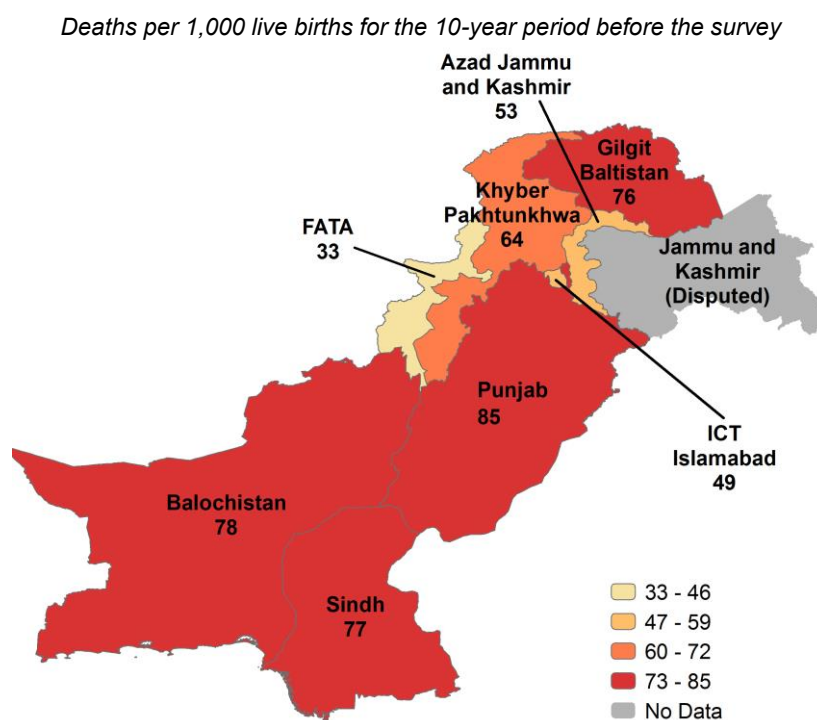 Deaths per 1,000 live births for the 10-year period before the survey
Azad Jammu
and Kashmir
53
Gilgit
Baltistan
76
Khyber
Pakhtunkhwa
64
FATA
33
Jammu and
Kashmir
(Disputed)
Punjab
85
ICT
Islamabad
49
Balochistan
78
Sindh
77
33 - 46
47 - 59
60 - 72
73 - 85
No Data